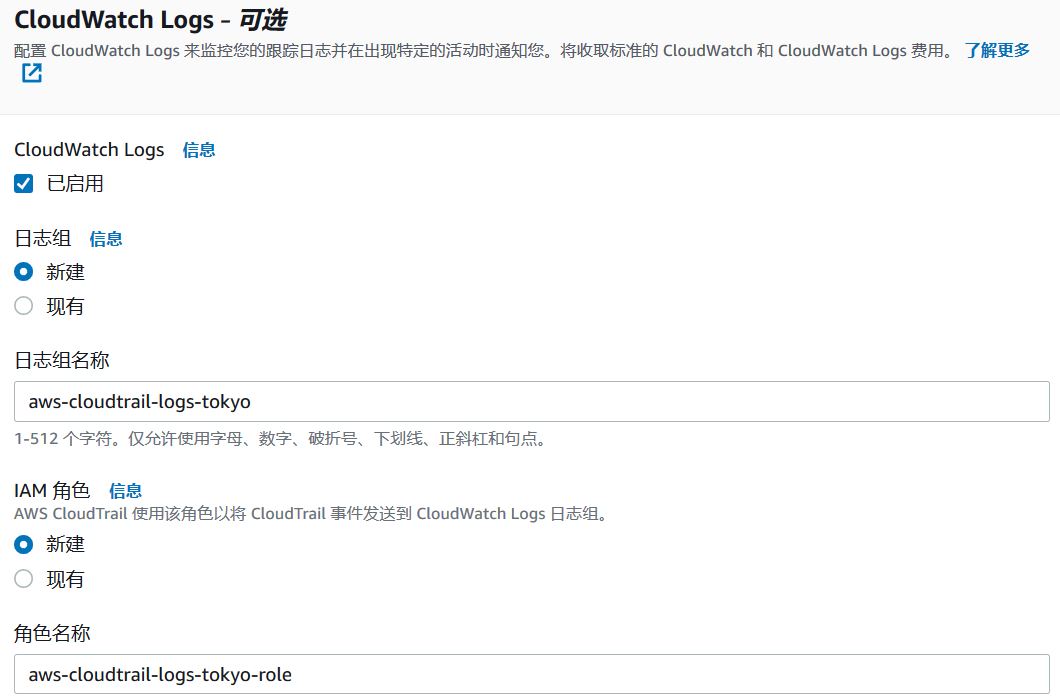 CloudWatch Logs – 可选
配置 CloudWatch Logs 来监控您的跟踪日志并在出现特定的活动时通知您。将收取标准的 CloudWatch 和 CloudWatch Logs 费用。 了解更多
CloudWatch Logs 信息
已启用
日志组 信息
新建
现有
日志组名称
aws-cloudtrail-logs-tokyo
1-512 个字符。仅允许使用字母、数字、破折号、下划线、正斜杠和句点。
IAM 角色 信息
AWS CloudTrail 使用该角色以将 CloudTrail 事件发送到 CloudWatch Logs 日志组。
新建
现有
角色名称
aws-cloudtrail-logs-tokyo-role